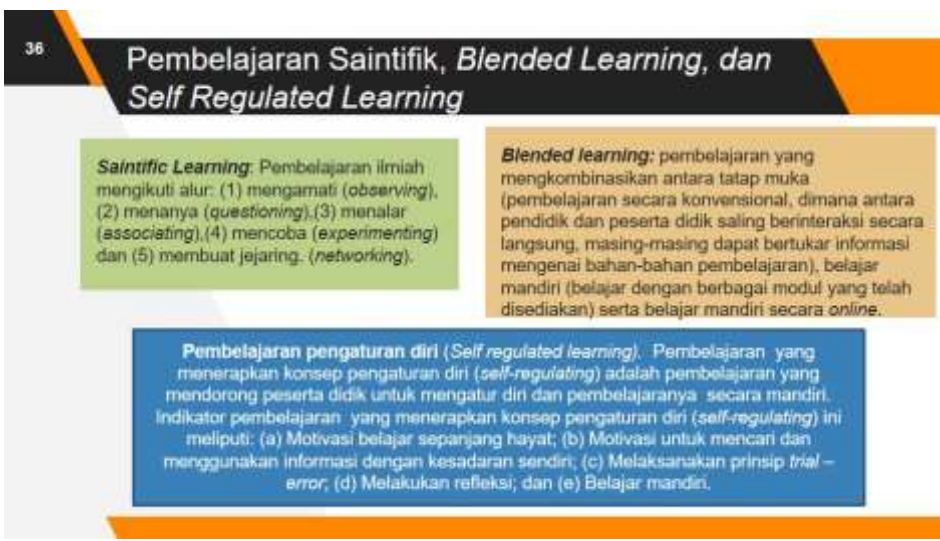 36
Pembelajaran Saintifik, Blended Learning, dan
Self Regulated Learning
Saintific Learning: Pembelajaran ilmiah
mengikuti alur: (1) mengamati (observing),
(2) menanya (questioning),(3) menalar
(associating),(4) mencoba (experimenting)
dan (5) membuat jejaring. (networking).
Blended learning: pembelajaran yang
mengkombinasikan antara tatap muka
(pembelajaran secara konvensional, dimana antara
pendidik dan peserta didik saling berinteraksi secara
langsung, masing-masing dapat bertukar informasi
mengenai bahan-bahan pembelajaran), belajar
mandiri (belajar dengan berbagai modul yang telah
disediakan) serta belajar mandiri secara online.
Pembelajaran pengaturan diri (Self regulated learning). Pembelajaran yang
menerapkan konsep pengaturan diri (self-regulating) adalah pembelajaran yang
mendorong peserta didik untuk mengatur diri dan pembelajaranya secara mandiri.
Indikator pembelajaran yang menerapkan konsep pengaturan diri (self-regulating) ini
meliputi: (a) Motivasi belajar sepanjang hayat; (b) Motivasi untuk mencari dan
menggunakan informasi dengan kesadaran sendiri; (c) Melaksanakan prinsip trial –
error; (d) Melakukan refleksi; dan (e) Belajar mandiri.